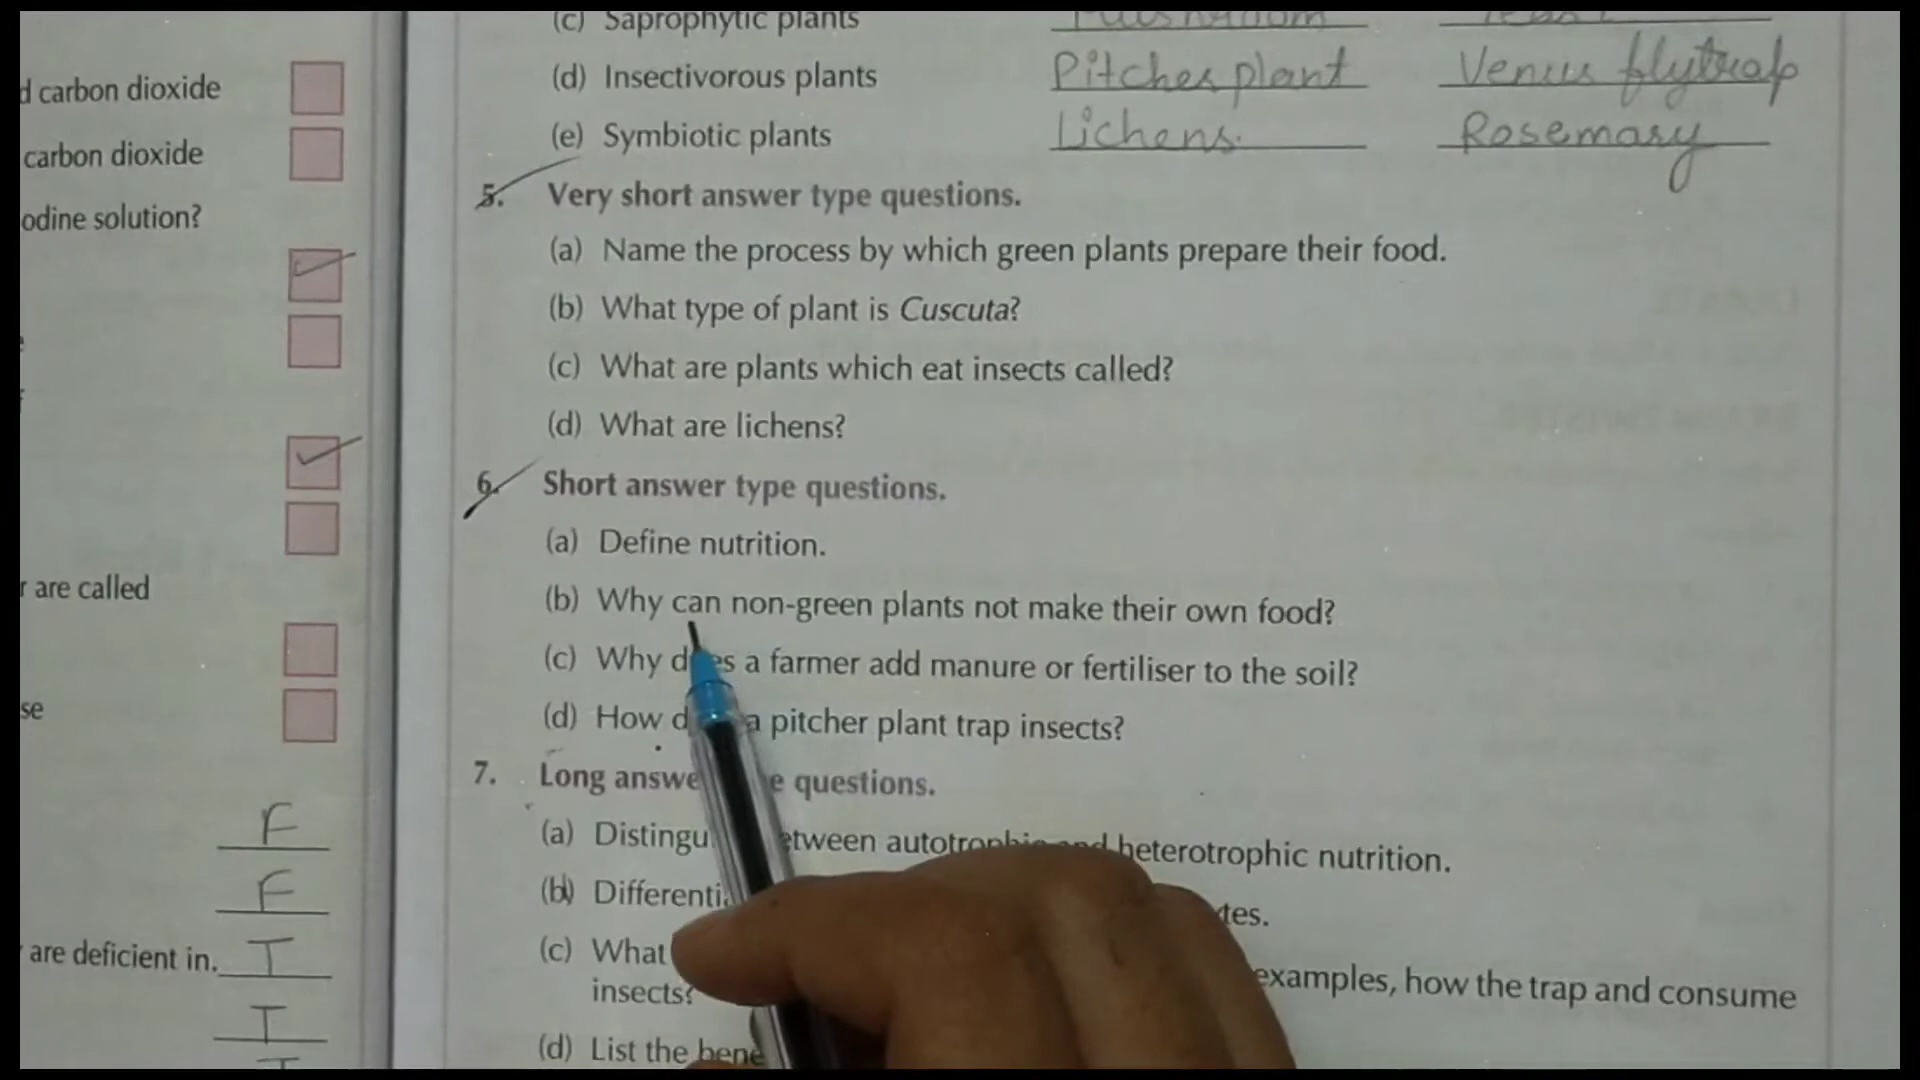 d carbon dioxide
carbon dioxide
odine solution?
r are called
se
F
F
are deficient in. T
T
(c) Saprophytic plants
(d) Insectivorous plants Pitcher plant Venus flytrap
(e) Symbiotic plants Lichens. Rosemary
5. Very short answer type questions.
(a) Name the process by which green plants prepare their food.
(b) What type of plant is Cuscuta?
(c) What are plants which eat insects called?
(d) What are lichens?
6. Short answer type questions.
(a) Define nutrition.
(b) Why can non-green plants not make their own food?
(c) Why does a farmer add manure or fertiliser to the soil?
(d) How d a pitcher plant trap insects?
7. Long answe e questions.
(a) Distingu etween autotrophic and heterotrophic nutrition.
(b) Differenti tes.
(c) What examples, how the trap and consume
insects?
(d) List the bene